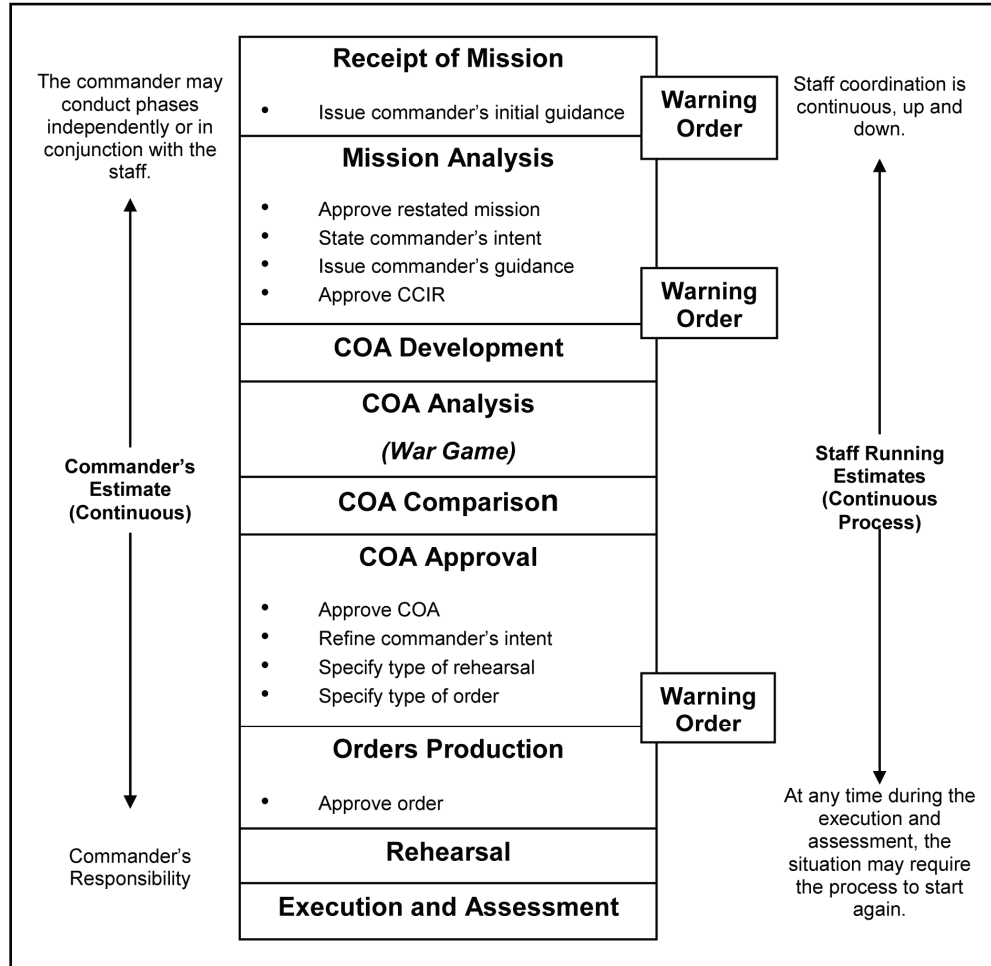 The commander may
conduct phases
independently or in
conjunction with the
staff.
Commander's
Estimate
(Continuous)
Commander's
Responsibility
Receipt of Mission
• Issue commander's initial guidance
Warning
Order
Mission Analysis
• Approve restated mission
• State commander's intent
• Issue commander's guidance
• Approve CCIR
Warning
Order
COA Development
COA Analysis
(War Game)
COA Comparison
COA Approval
• Approve COA
• Refine commander's intent
• Specify type of rehearsal
• Specify type of order
Warning
Order
Orders Production
• Approve order
Rehearsal
Execution and Assessment
Staff coordination is
continuous, up and
down.
Staff Running
Estimates
(Continuous
Process)
At any time during the
execution and
assessment, the
situation may require
the process to start
again.